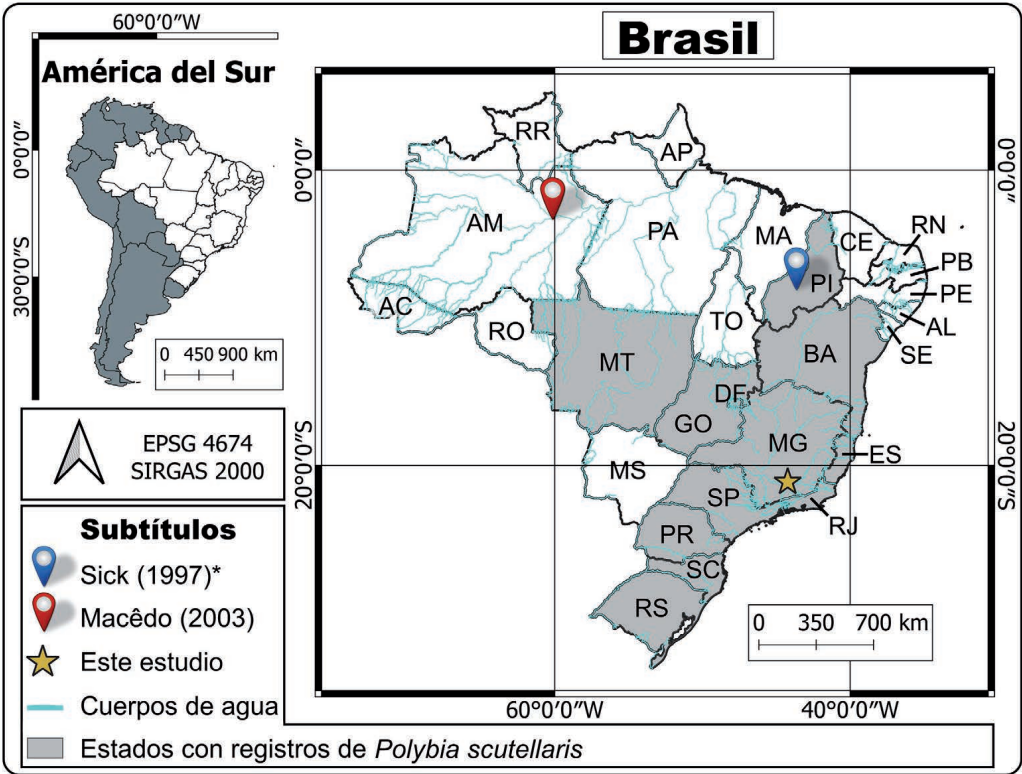 60°0′0″W
América del Sur
0°0′0″
30°0′0″S
0 450 900 km
EPSG 4674
SIRGAS 2000
Subtítulos
Sick (1997)*
Macêdo (2003)
Este estudio
Cuerpos de agua
Estados con registros de Polybia scutellaris
Brasil
RR
AP
0°0′0″
0°0′0″
AM
PA
MA
CE
RN
PB
PI
PE
AC
AL
RO
TO
SE
MT
BA
DF
GO
MG
ES
20°0′0″S
20°0′0″S
MS
SP
RJ
PR
SC
RS
0 350 700 km
60°0′0″W
40°0′0″W